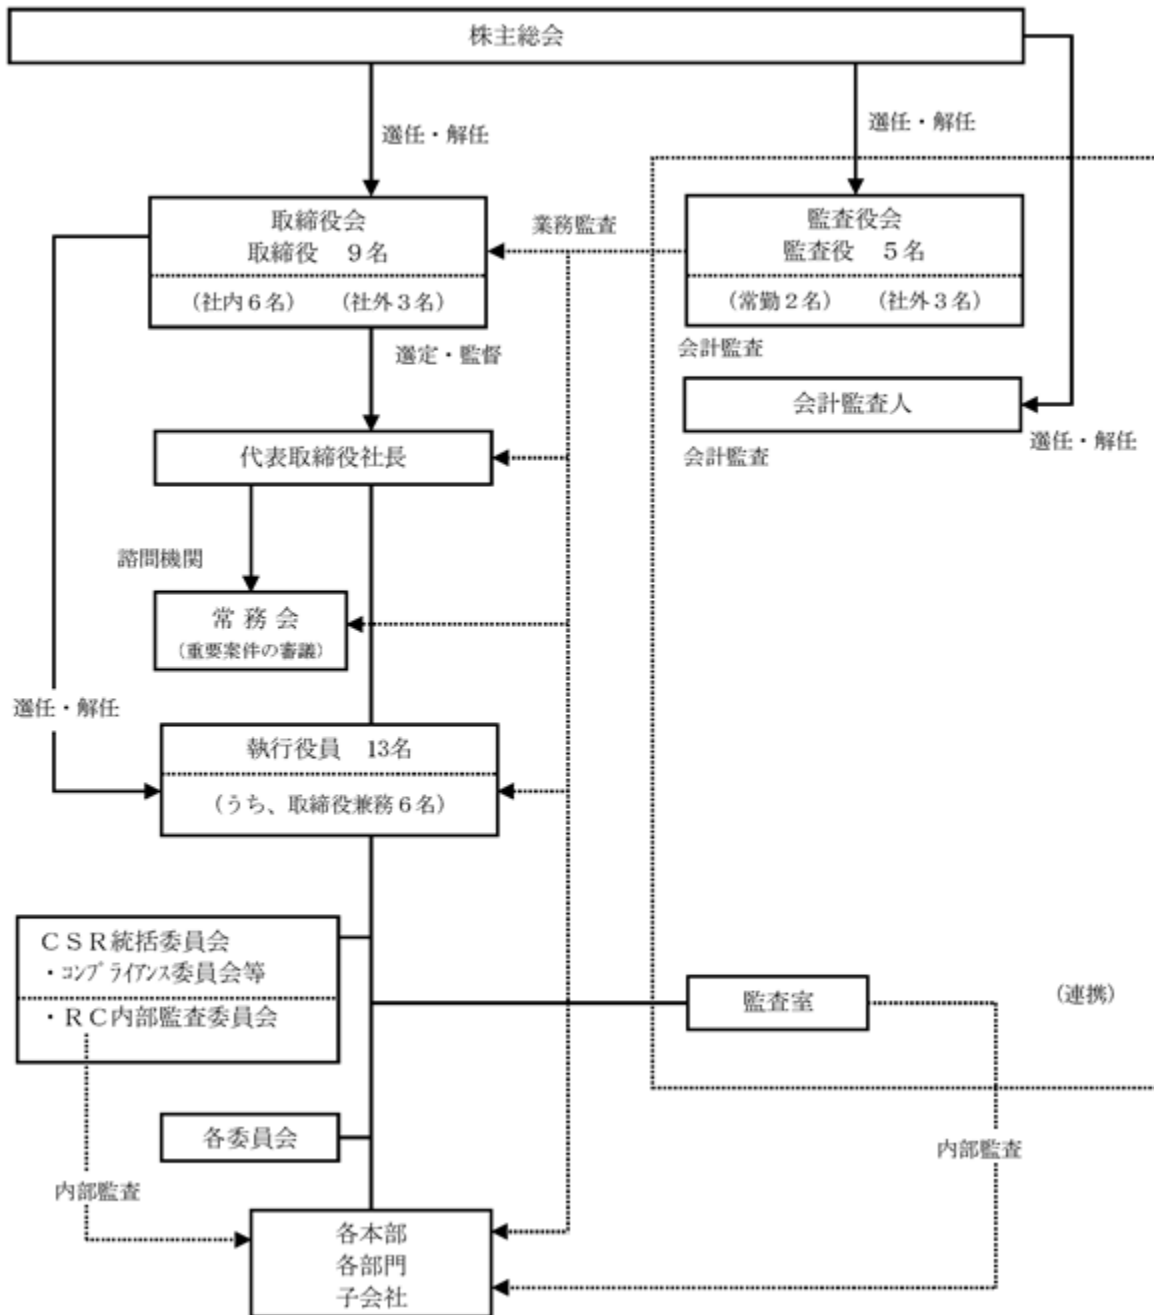 株主総会
選任・解任
選任・解任
取締役会
取締役　９名
(社内６名)　　(社外３名)
業務監査
監査役会
監査役　５名
(常勤２名)　　(社外３名)
会計監査
選定・監督
会計監査人
選任・解任
会計監査
代表取締役社長
諮問機関
常 務 会
(重要案件の審議)
選任・解任
執行役員　13名
(うち、取締役兼務６名)
ＣＳＲ統括委員会
・ｺﾝﾌﾟﾗｲｱﾝｽ委員会等
・ＲＣ内部監査委員会
監査室
(連携)
各委員会
内部監査
内部監査
各本部
各部門
子会社